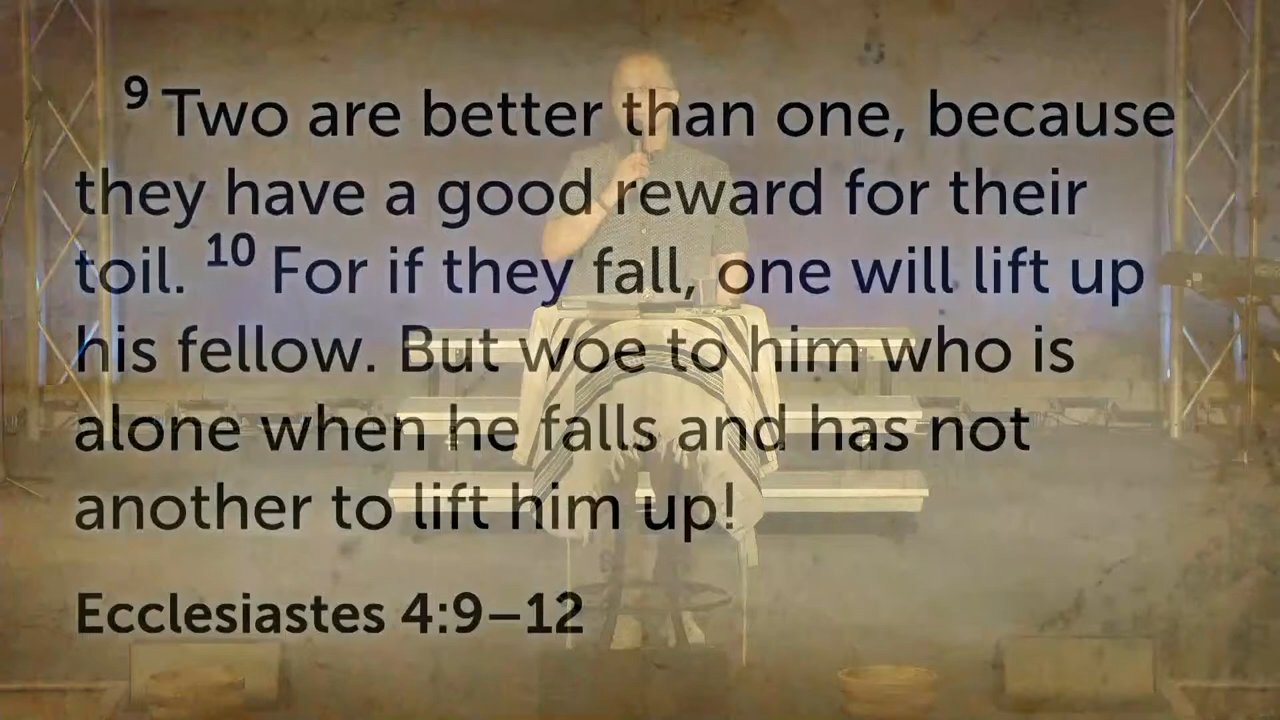 9 Two are better than one, because
they have a good reward for their
toil. 10 For if they fall, one will lift up
his fellow. But woe to him who is
alone when he falls and has not
another to lift him up!
Ecclesiastes 4:9–12